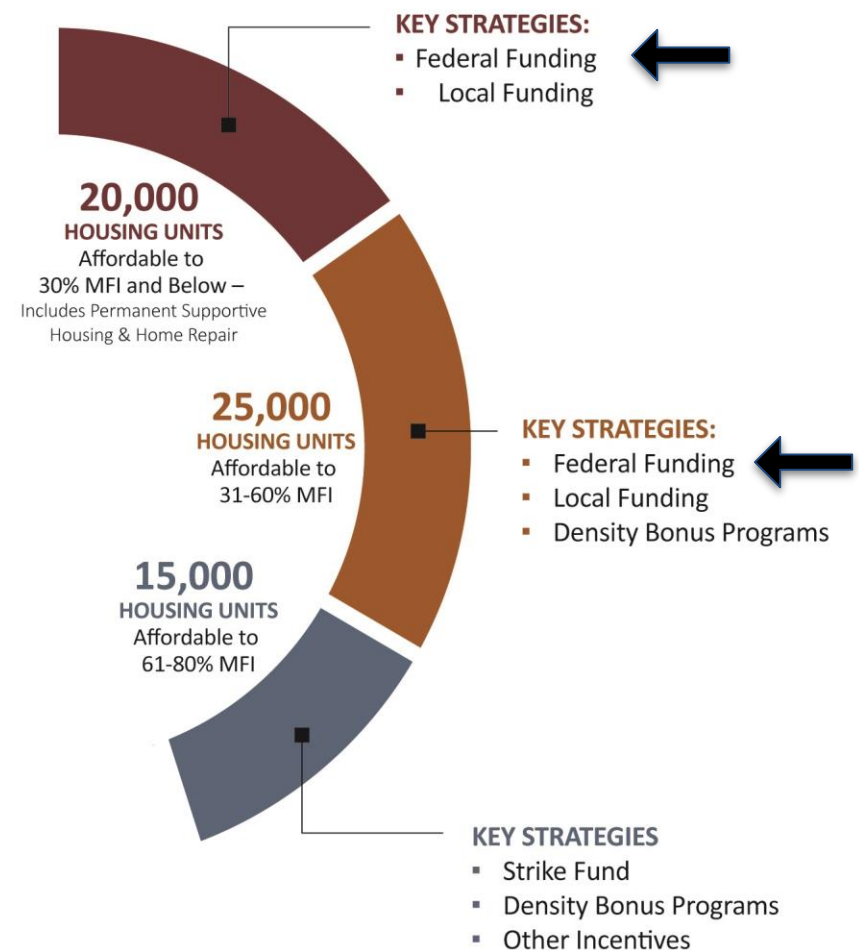 KEY STRATEGIES:
▪ Federal Funding
▪ Local Funding
20,000
HOUSING UNITS
Affordable to
30% MFI and Below –
Includes Permanent Supportive
Housing & Home Repair
25,000
HOUSING UNITS
Affordable to
31-60% MFI
KEY STRATEGIES:
▪ Federal Funding
▪ Local Funding
▪ Density Bonus Programs
15,000
HOUSING UNITS
Affordable to
61-80% MFI
KEY STRATEGIES
▪ Strike Fund
▪ Density Bonus Programs
▪ Other Incentives